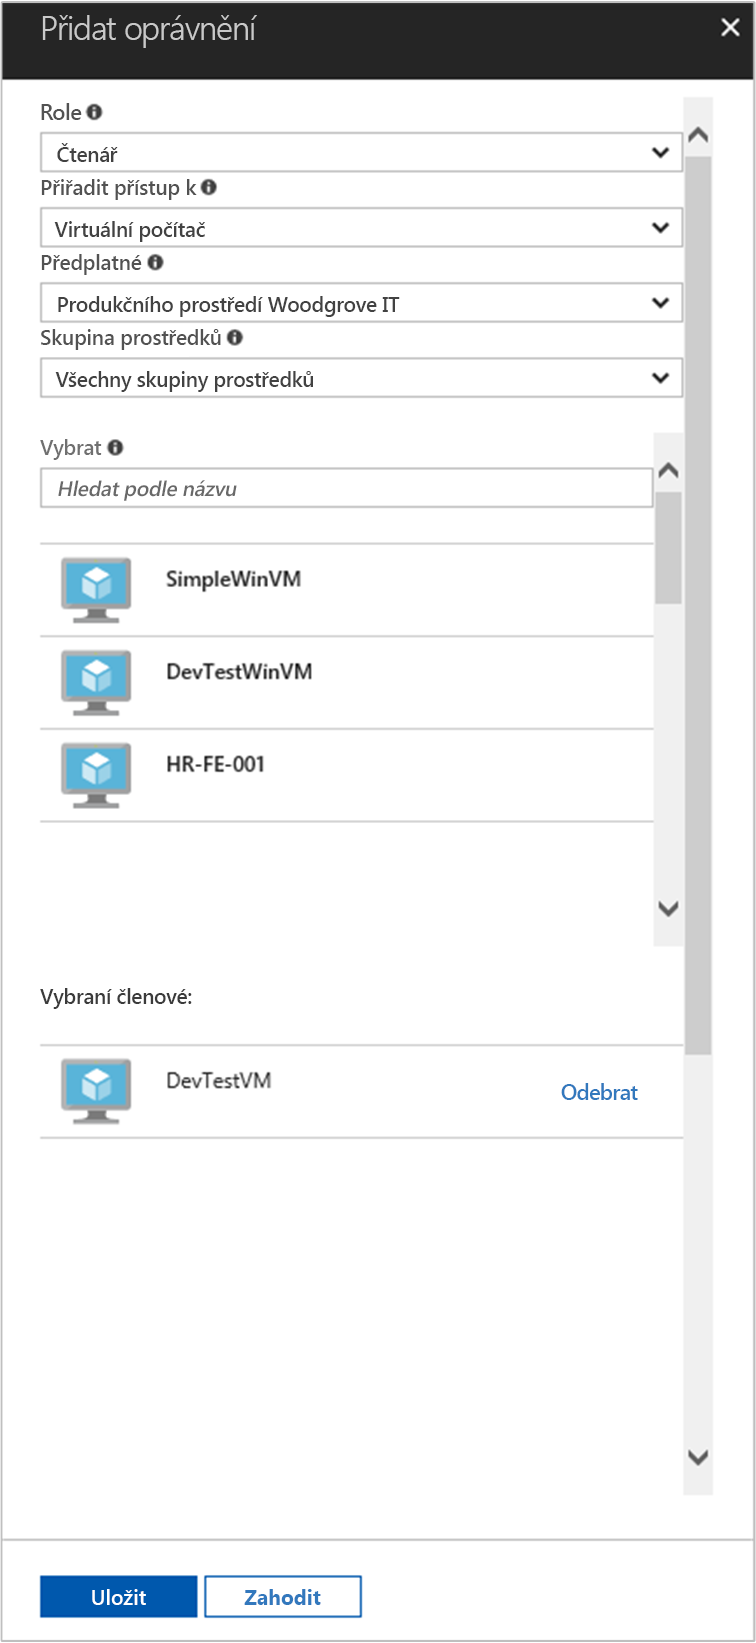 Přidat oprávnění
Role
Čtenář
Přiřadit přístup k
Virtuální počítač
Předplatné
Produkčního prostředí Woodgrove IT
Skupina prostředků
Všechny skupiny prostředků
Vybrat
Hledat podle názvu
SimpleWinVM
DevTestWinVM
HR-FE-001
Vybraní členové:
DevTestVM
Odebrat
Uložit
Zahodit